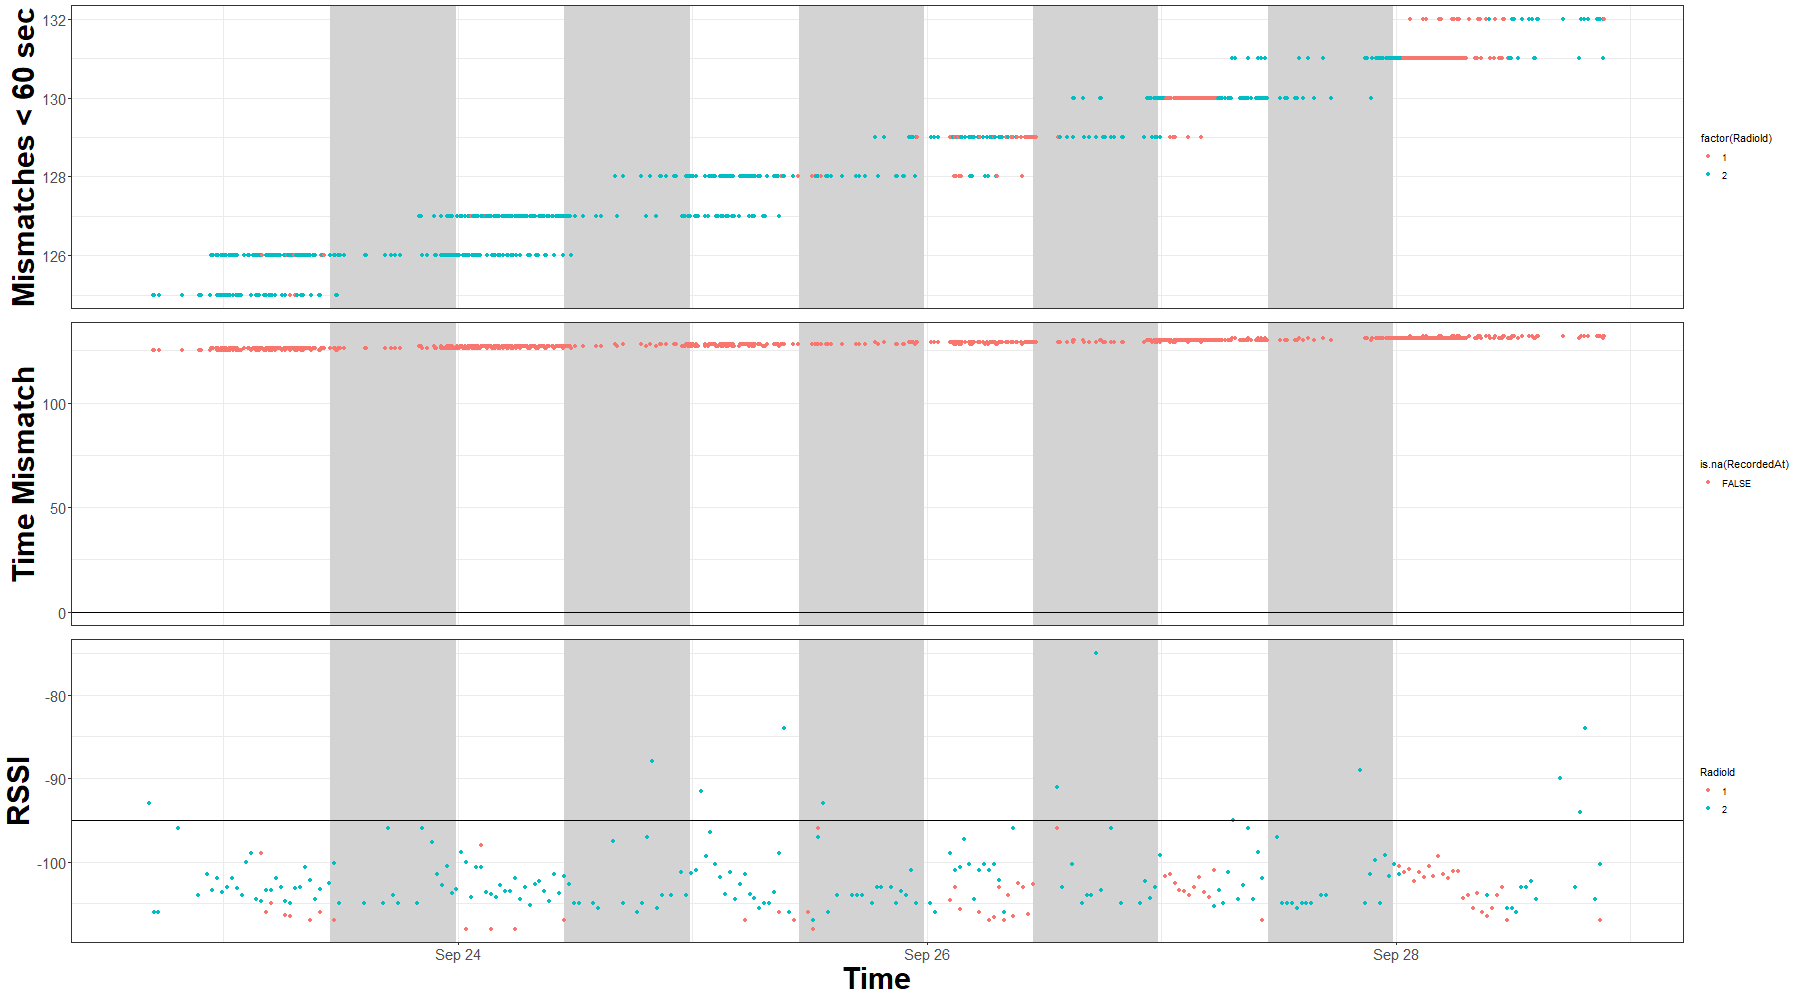 Mismatches < 60 sec
132
130
128
126
factor(RadioId)
1
2
Time Mismatch
100
50
0
is.na(RecordedAt)
FALSE
RSSI
-80
-90
-100
RadioId
1
2
Sep 24
Sep 26
Sep 28
Time